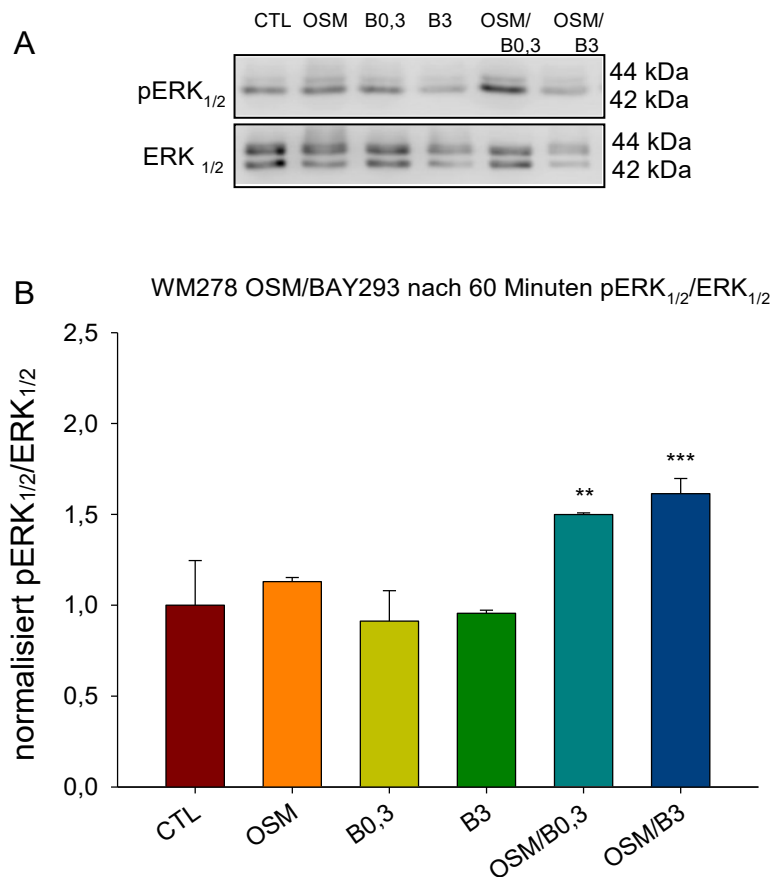 CTL OSM B0,3 B3 OSM/ OSM/
B0,3 B3
A
pERK1/2
44 kDa
42 kDa
ERK 1/2
44 kDa
42 kDa
B
WM278 OSM/BAY293 nach 60 Minuten pERK1/2/ERK1/2
normalisiert pERK1/2/ERK1/2
2,5
2,0
1,5
1,0
0,5
0,0
** 
***
CTL
OSM
B0,3
B3
OSM/B0,3
OSM/B3